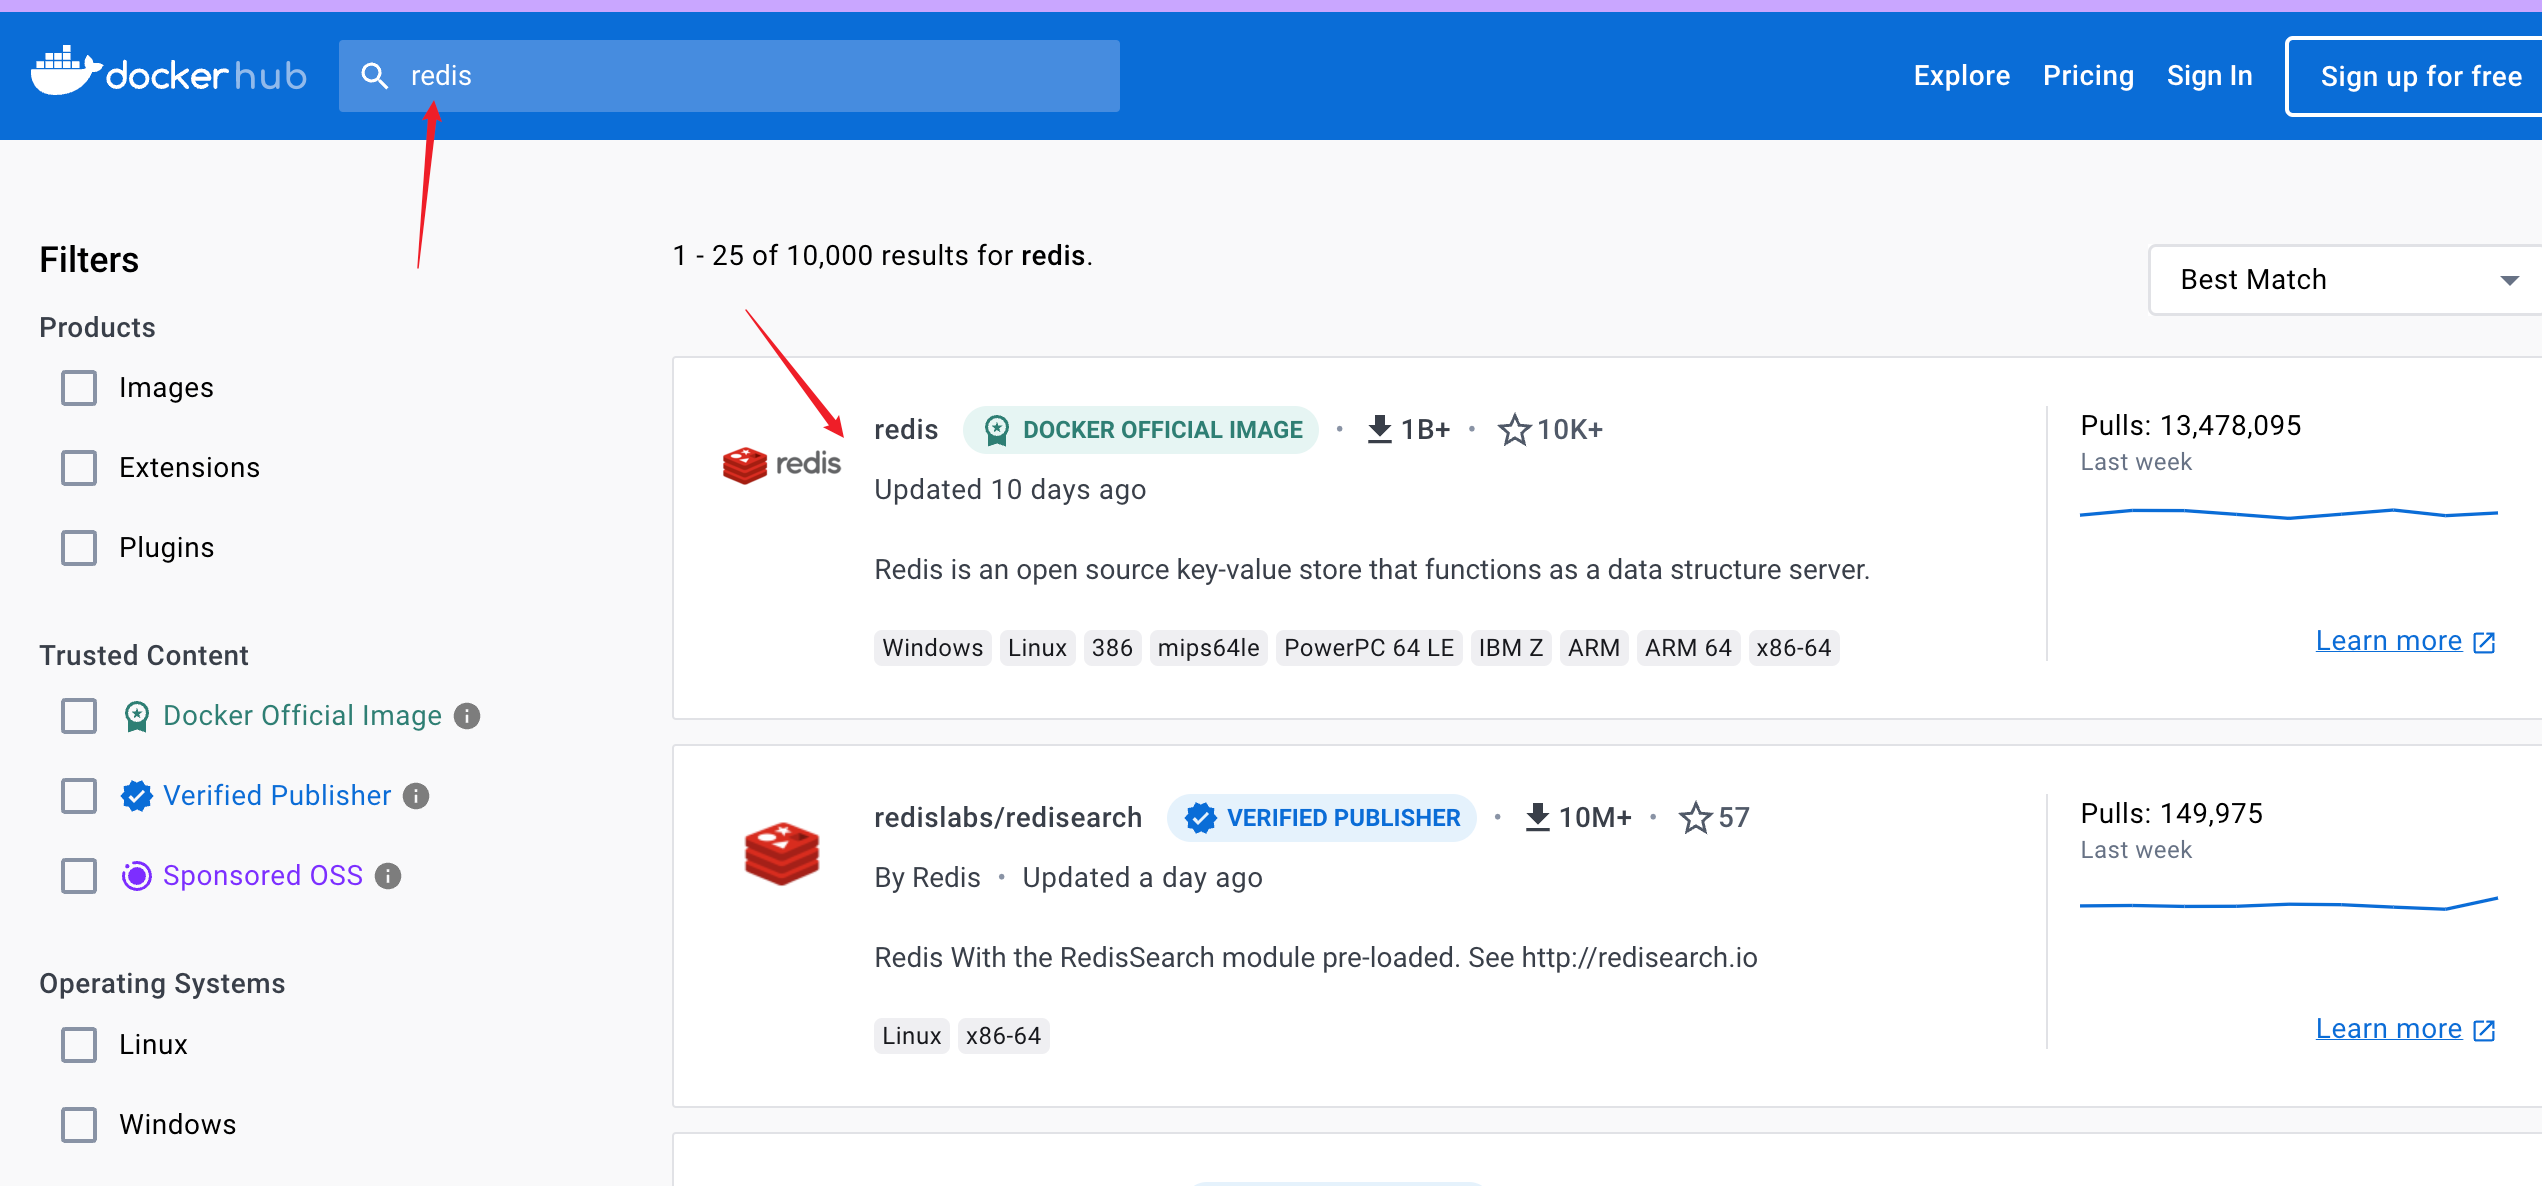 docker hub
redis
Explore
Pricing
Sign In
Sign up for free
Filters
Products
Images
Extensions
Plugins
Trusted Content
Docker Official Image
Verified Publisher
Sponsored OSS
Operating Systems
Linux
Windows
1 - 25 of 10,000 results for redis.
Best Match
redis
redis DOCKER OFFICIAL IMAGE • 1B+ • 10K+
Updated 10 days ago
Redis is an open source key-value store that functions as a data structure server.
Windows Linux 386 mips64le PowerPC 64 LE IBM Z ARM ARM 64 x86-64
Pulls: 13,478,095
Last week
Learn more
redislabs/redisearch VERIFIED PUBLISHER • 10M+ • 57
By Redis • Updated a day ago
Redis With the RedisSearch module pre-loaded. See http://redisearch.io
Linux x86-64
Pulls: 149,975
Last week
Learn more